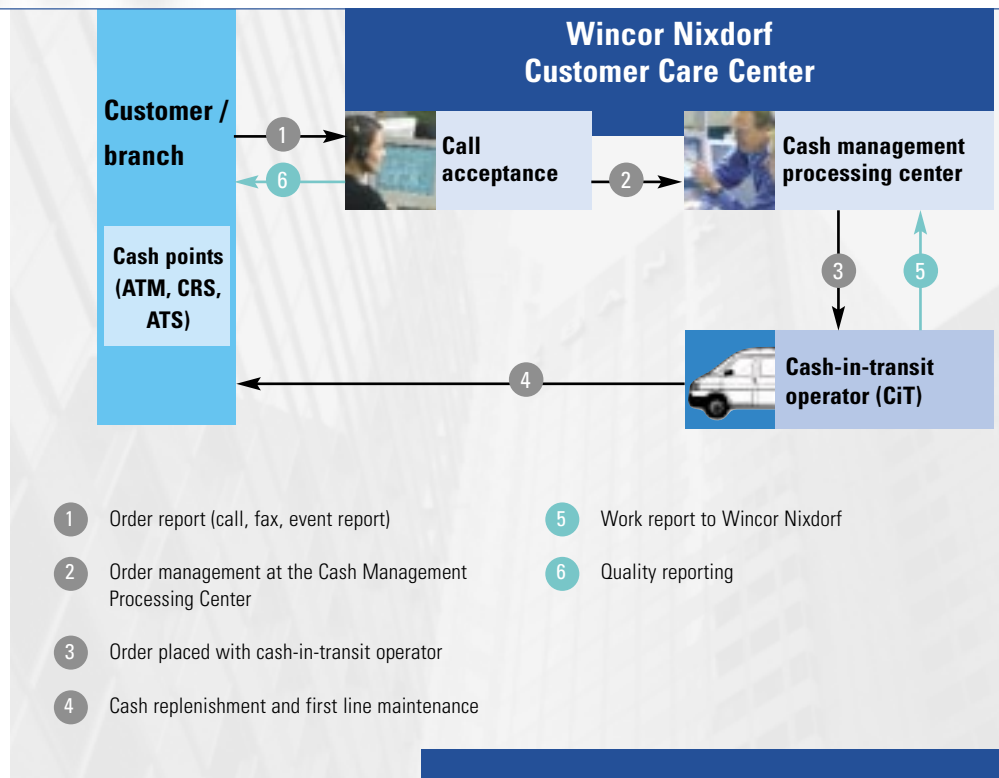 Wincor Nixdorf
Customer Care Center
Customer /
branch
1
Call
acceptance
Cash management
processing center
6
2
Cash points
(ATM, CRS,
ATS)
3
5
Cash-in-transit
operator (CiT)
4
1 Order report (call, fax, event report)
2 Order management at the Cash Management
Processing Center
3 Order placed with cash-in-transit operator
4 Cash replenishment and first line maintenance
5 Work report to Wincor Nixdorf
6 Quality reporting